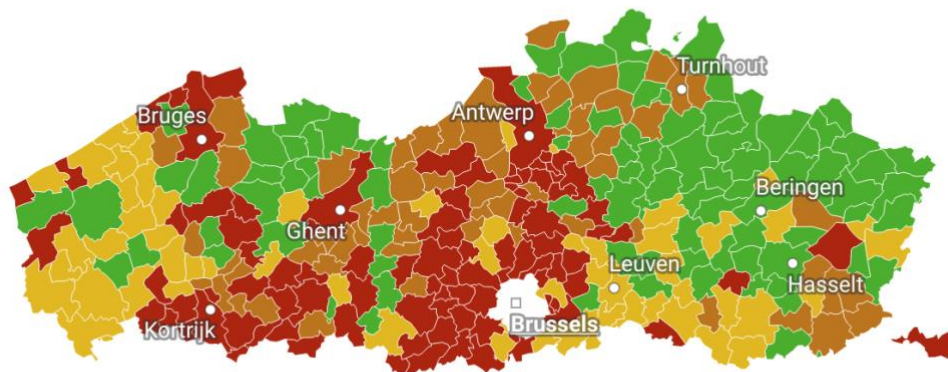 Turnhout
Bruges
Antwerp
Beringen
Ghent
Leuven
Hasselt
Kortrijk
Brussels